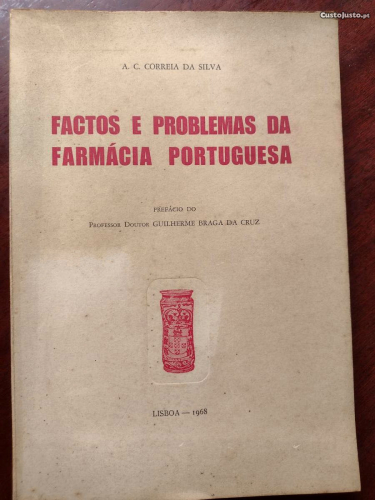 CustoJusto.pt
A. C. CORREIA DA SILVA
FACTOS E PROBLEMAS DA
FARMÁCIA PORTUGUESA
PREFÁCIO DO
PROFESSOR DOUTOR GUILHERME BRAGA DA CRUZ
LISBOA — 1968